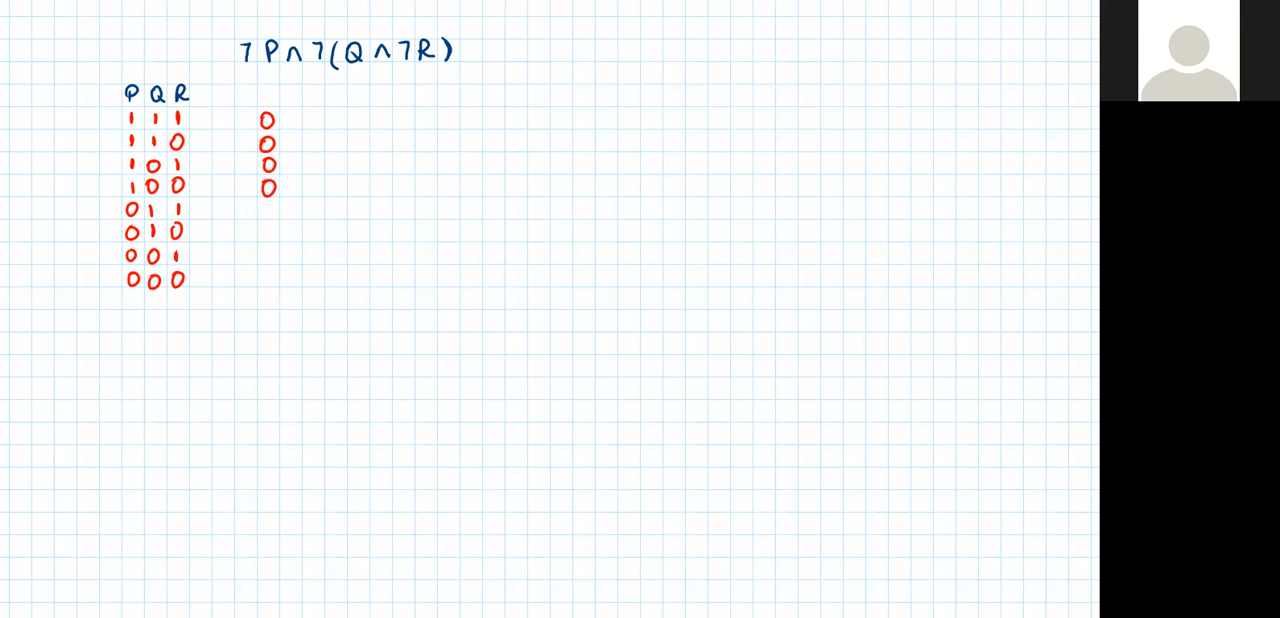 ¬P∧¬(Q∧¬R)
P Q R
1 1 1 0
1 1 0 0
1 0 1 0
1 0 0 0
0 1 1
0 1 0
0 0 1
0 0 0